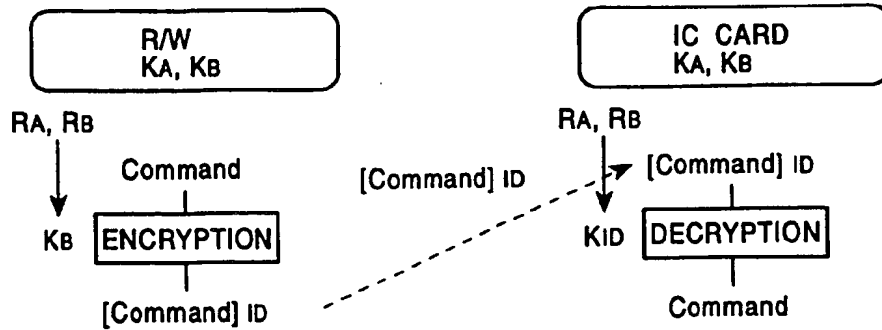 R/W
KA, KB
IC CARD
KA, KB
RA, RB
Command
KB
ENCRYPTION
[Command] ID
[Command] ID
RA, RB
[Command] ID
KID
DECRYPTION
Command